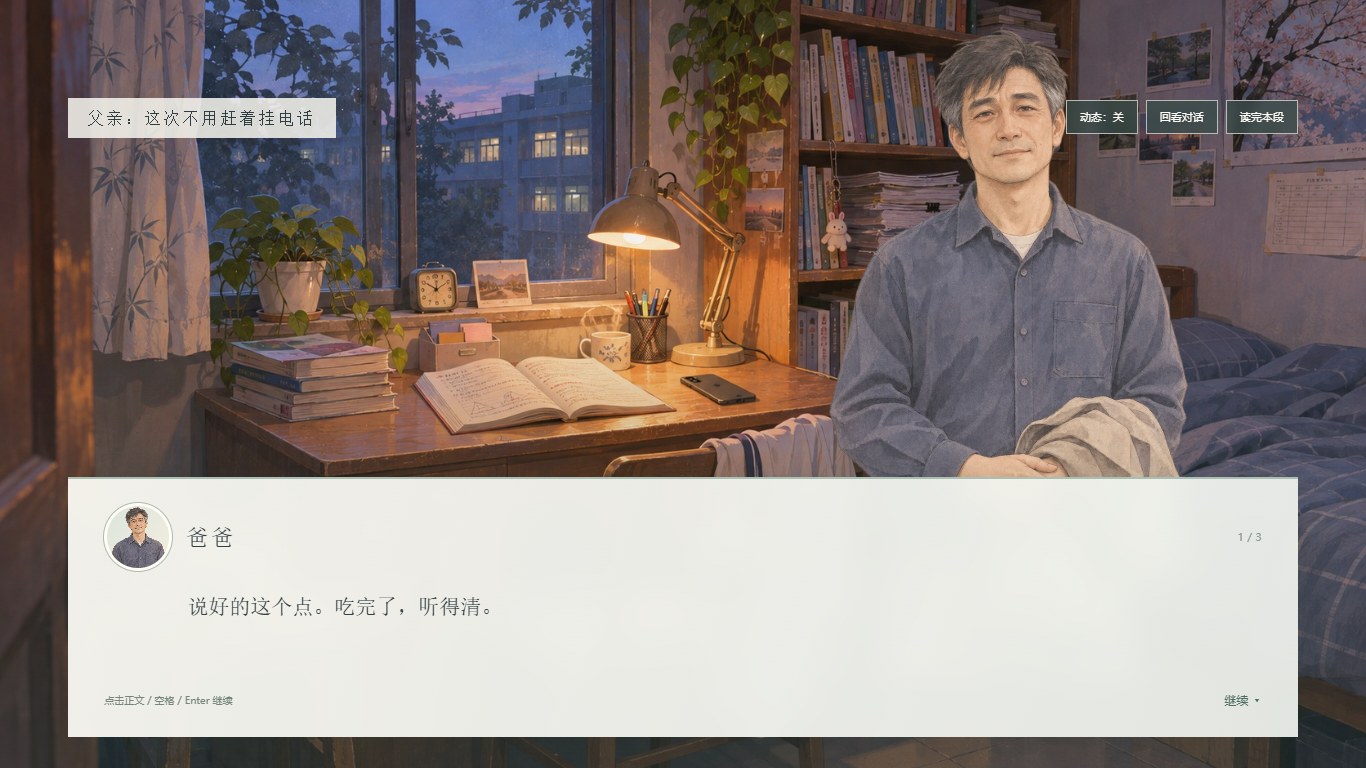 父亲：这次不用赶着挂电话
动态：关
回看对话
读完本段
爸爸
1 / 3
说好的这个点。吃完了，听得清。
点击正文 / 空格 / Enter 继续
继续